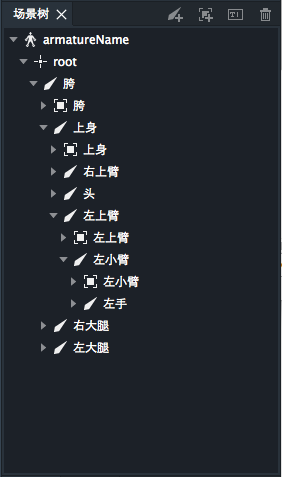 场景树
T
armatureName
root
胯
胯
上身
上身
右上臂
头
左上臂
左上臂
左小臂
左小臂
左手
右大腿
左大腿